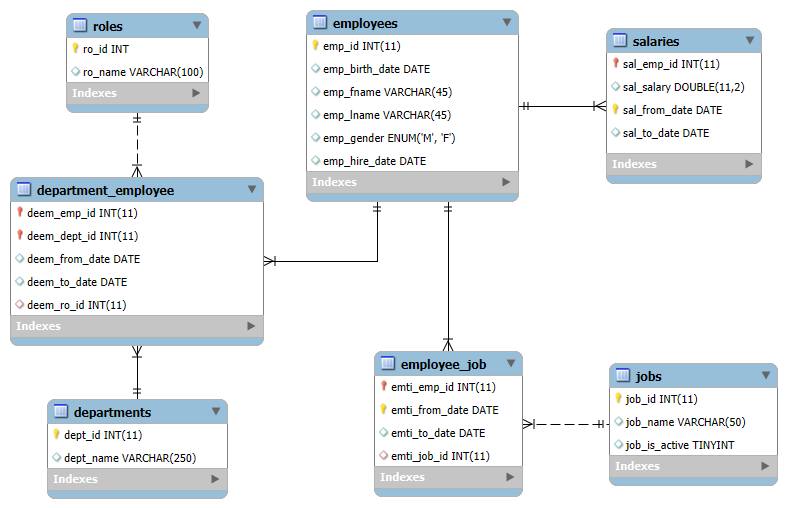 roles
ro_id INT
ro_name VARCHAR(100)
Indexes
employees
emp_id INT(11)
emp_birth_date DATE
emp_fname VARCHAR(45)
emp_lname VARCHAR(45)
emp_gender ENUM('M', 'F')
emp_hire_date DATE
Indexes
salaries
sal_emp_id INT(11)
sal_salary DOUBLE(11,2)
sal_from_date DATE
sal_to_date DATE
Indexes
department_employee
deem_emp_id INT(11)
deem_dept_id INT(11)
deem_from_date DATE
deem_to_date DATE
deem_ro_id INT(11)
Indexes
departments
dept_id INT(11)
dept_name VARCHAR(250)
Indexes
employee_job
emti_emp_id INT(11)
emti_from_date DATE
emti_to_date DATE
emti_job_id INT(11)
Indexes
jobs
job_id INT(11)
job_name VARCHAR(50)
job_is_active TINYINT
Indexes